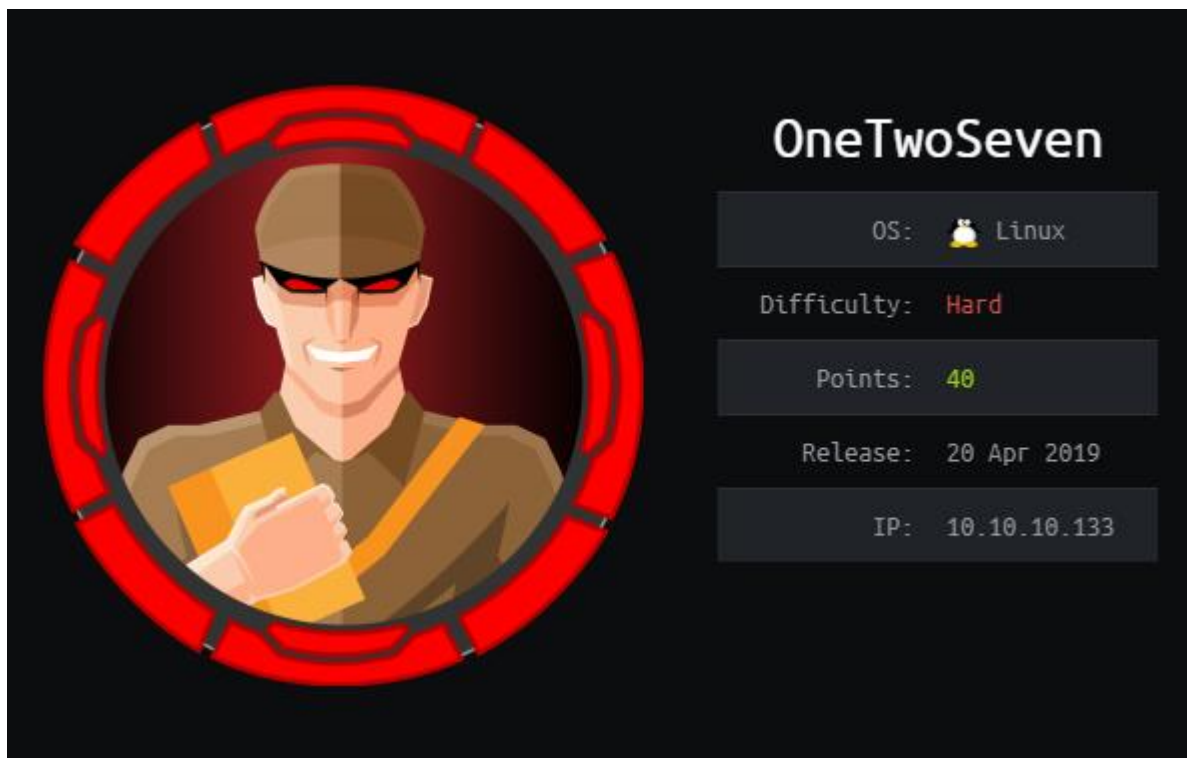 OneTwoSeven
OS: Linux
Difficulty: Hard
Points: 40
Release: 20 Apr 2019
IP: 10.10.10.133